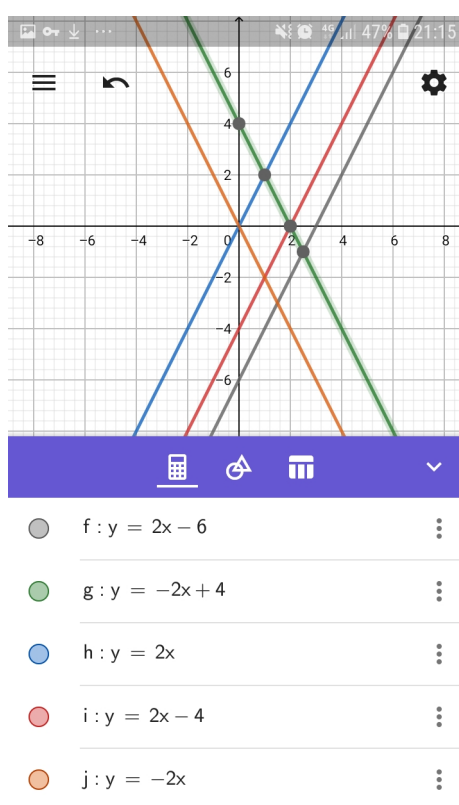 4G 47% 21:15
6
4
2
-8 -6 -4 -2 0 2 4 6 8
-2
-4
-6
f : y = 2x − 6
g : y = −2x + 4
h : y = 2x
i : y = 2x − 4
j : y = −2x